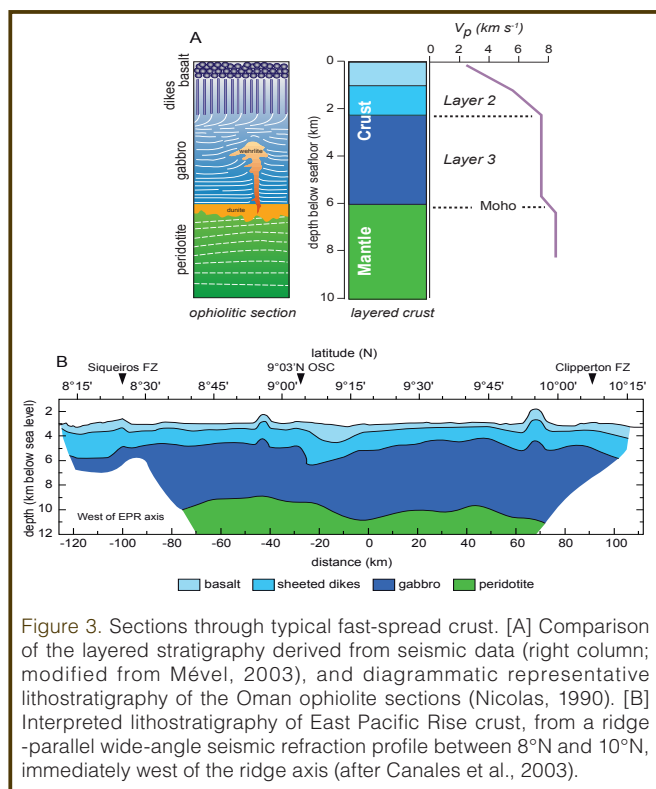 A
V_p (km s⁻¹)
0 2 4 6 8
basalt
dikes
gabbro
peridotite
wehrlite
dunite
ophiolitic section
depth below seafloor (km)
0
2
4
6
8
10
Crust
Mantle
layered crust
Layer 2
Layer 3
Moho
B
latitude (N)
Siqueiros FZ 9°03'N OSC Clipperton FZ
8°15' 8°30' 8°45' 9°00' 9°15' 9°30' 9°45' 10°00' 10°15'
depth (km below sea level)
2
4
6
8
10
12
West of EPR axis
-120 -100 -80 -60 -40 -20 0 20 40 60 80 100
distance (km)
basalt sheeted dikes gabbro peridotite
Figure 3. Sections through typical fast-spread crust. [A] Comparison
of the layered stratigraphy derived from seismic data (right column;
modified from Mével, 2003), and diagrammatic representative
lithostratigraphy of the Oman ophiolite sections (Nicolas, 1990). [B]
Interpreted lithostratigraphy of East Pacific Rise crust, from a ridge
-parallel wide-angle seismic refraction profile between 8°N and 10°N,
immediately west of the ridge axis (after Canales et al., 2003).